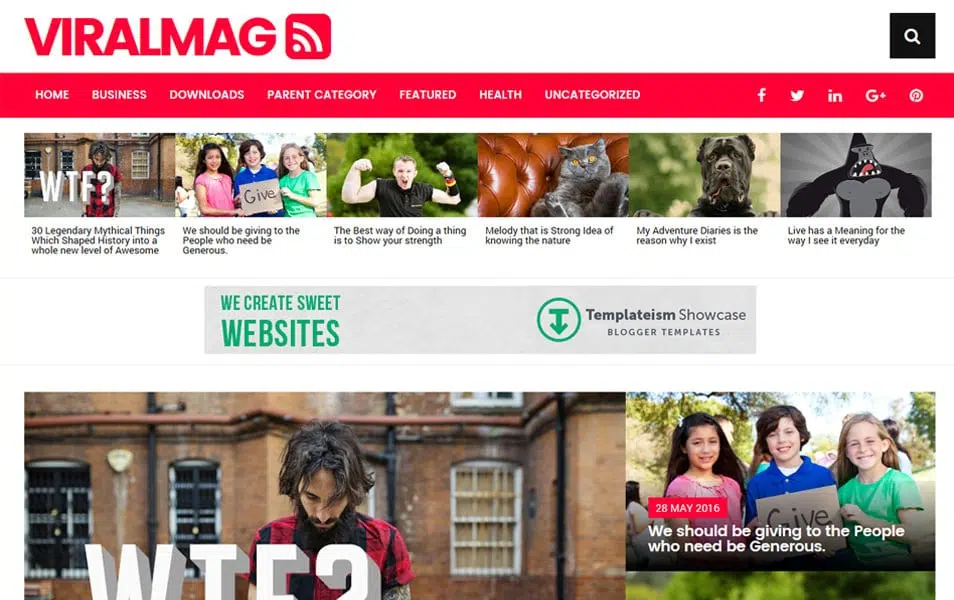 VIRALMAG
HOME BUSINESS DOWNLOADS PARENT CATEGORY FEATURED HEALTH UNCATEGORIZED
WTF?
Give
30 Legendary Mythical Things
Which Shaped History into a
whole new level of Awesome
We should be giving to the
People who need be
Generous.
The Best way of Doing a thing
is to Show your strength
Melody that is Strong Idea of
knowing the nature
My Adventure Diaries is the
reason why I exist
Live has a Meaning for the
way I see it everyday
WE CREATE SWEET
WEBSITES
Templateism Showcase
BLOGGER TEMPLATES
WTF?
Give
28 MAY 2016
We should be giving to the People
who need be Generous.